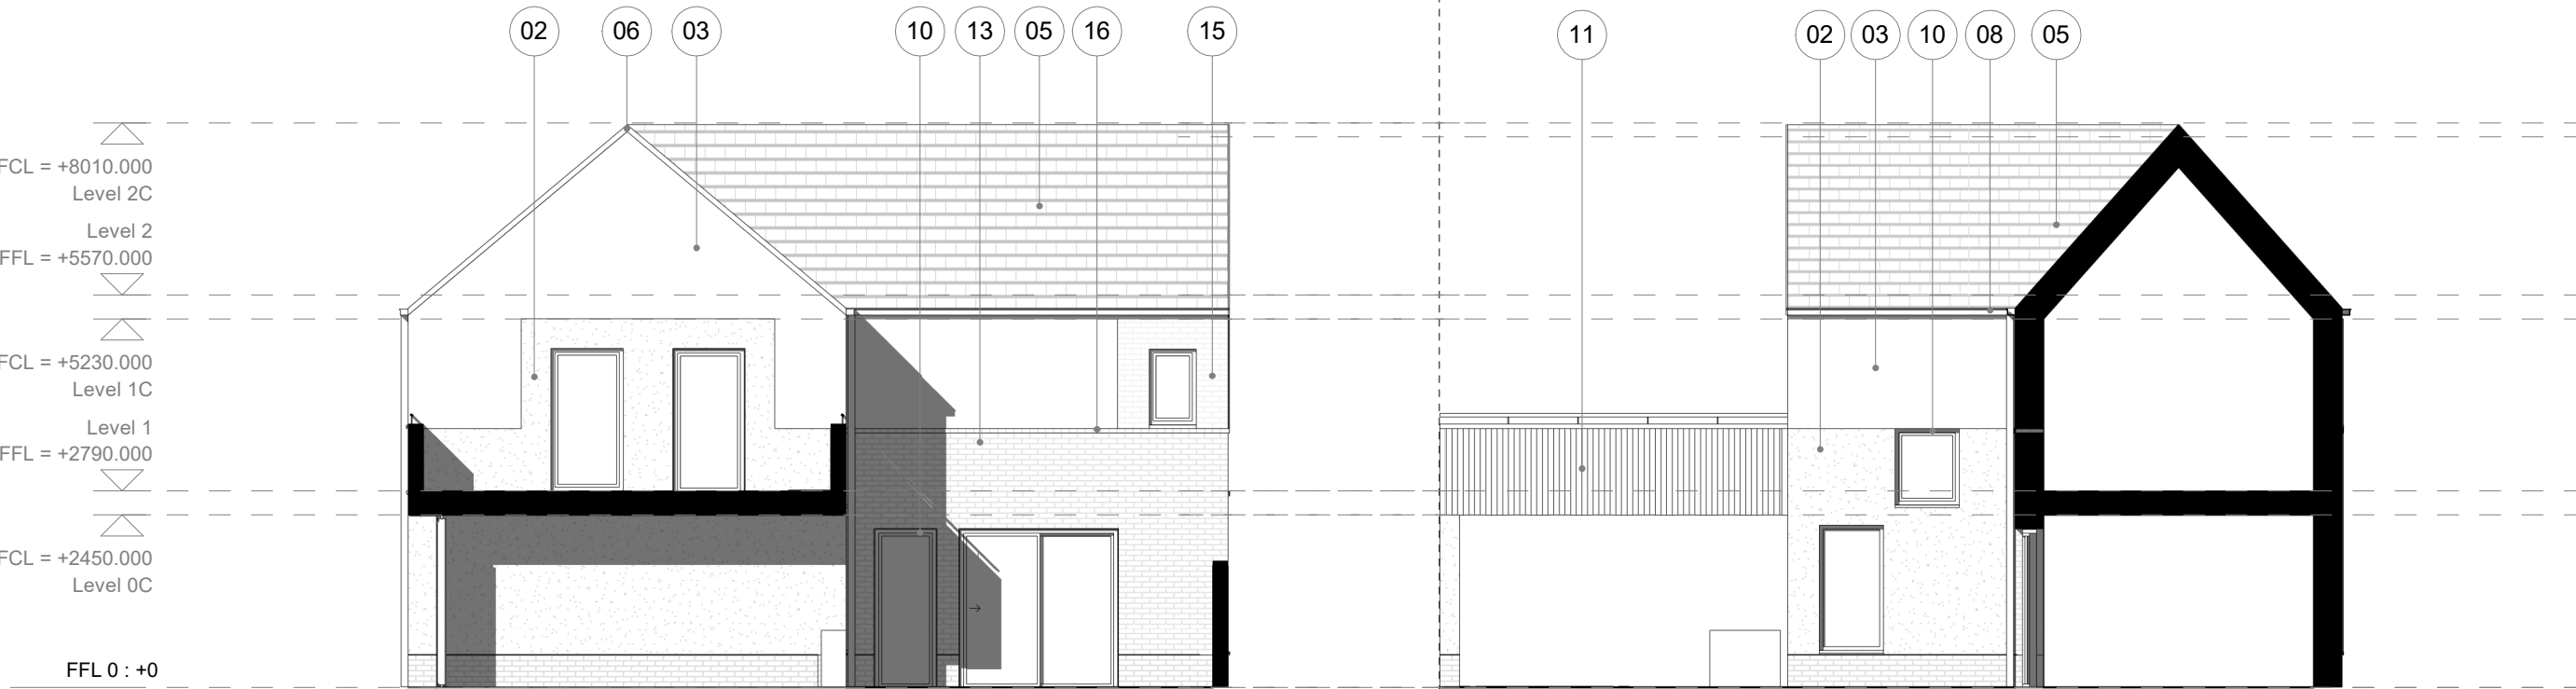 02 06 03 10 13 05 16 15 11 02 03 10 08 05
FCL = +8010.000
Level 2C
Level 2
FFL = +5570.000
FCL = +5230.000
Level 1C
Level 1
FFL = +2790.000
FCL = +2450.000
Level 0C
FFL 0 : +0